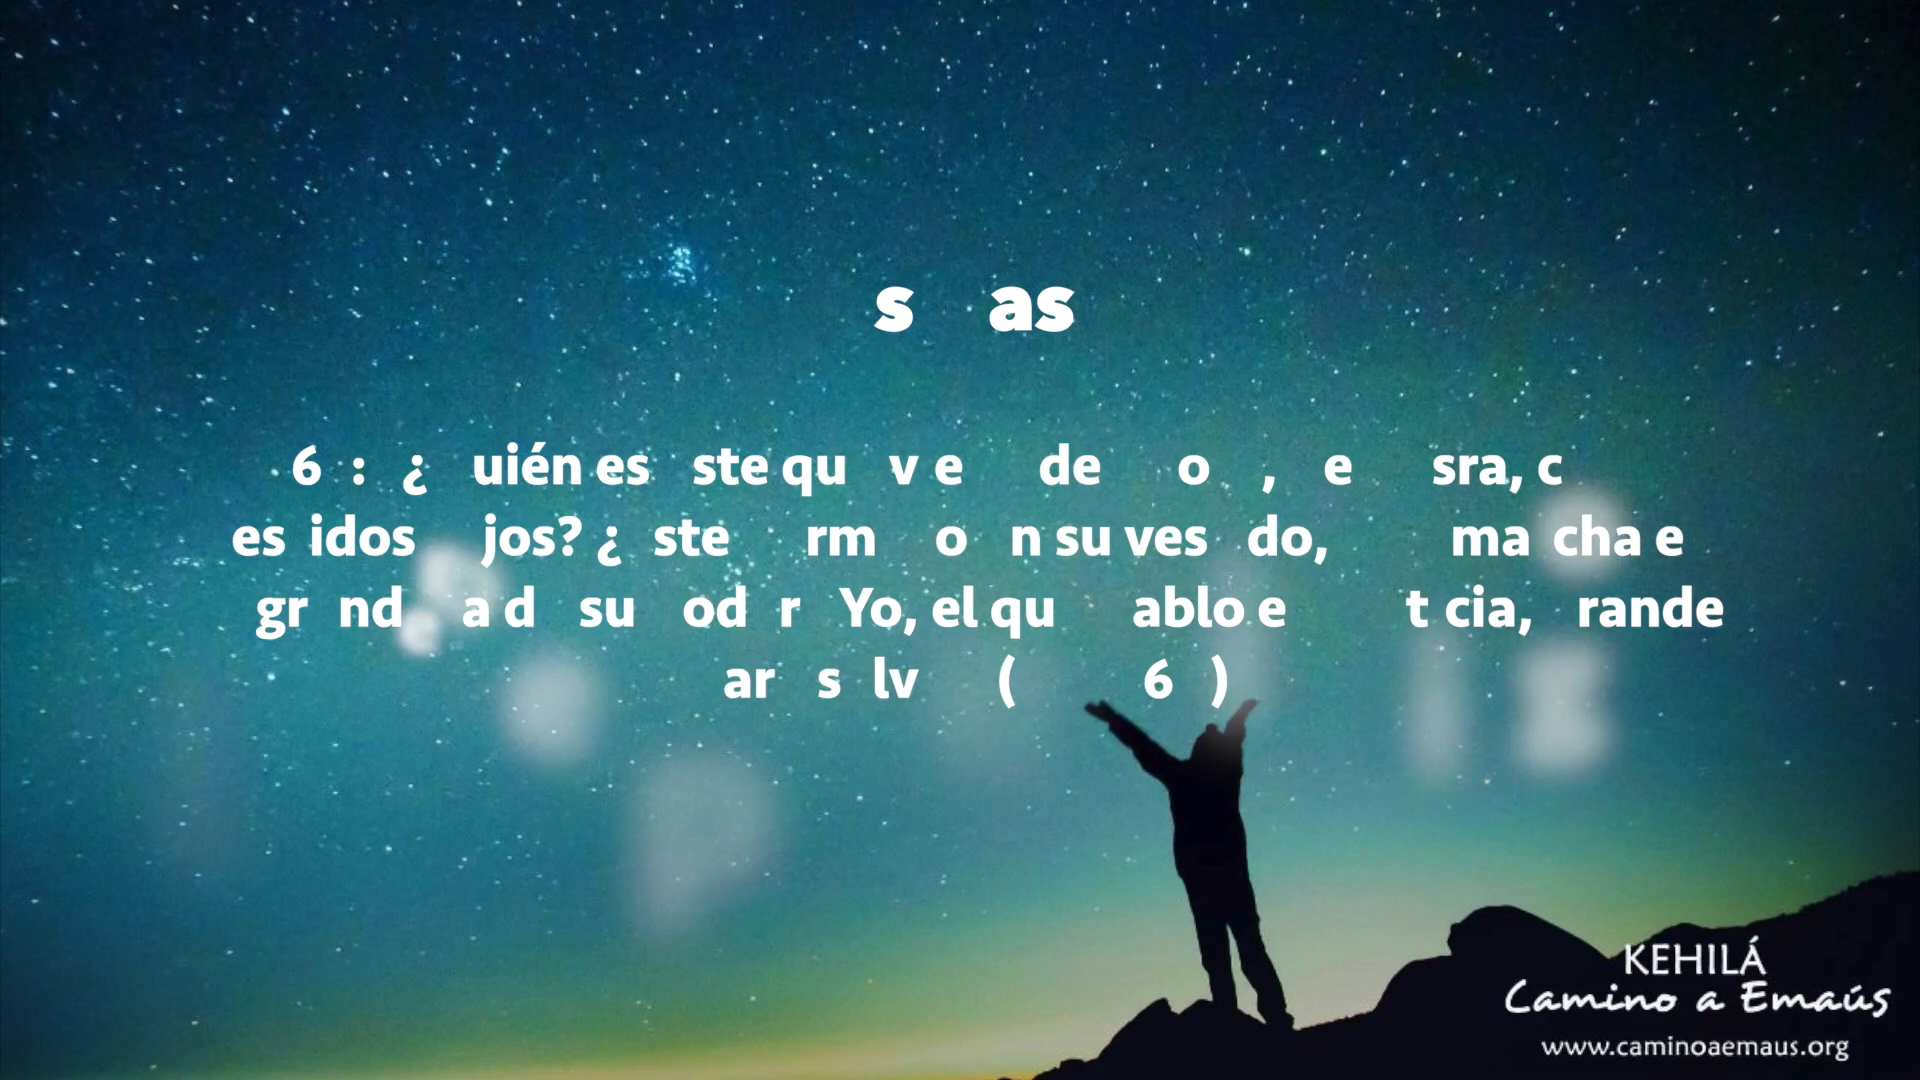 s as
6 : ¿ uién es ste qu v e de o , e sra, c
es idos jos? ¿ ste rm o n su ves do, ma cha e
gr nd a d su od r Yo, el qu ablo e t cia, rande
ar s lv ( 6 )
KEHILÁ
Camino a Emaús
www.caminoaemaus.org